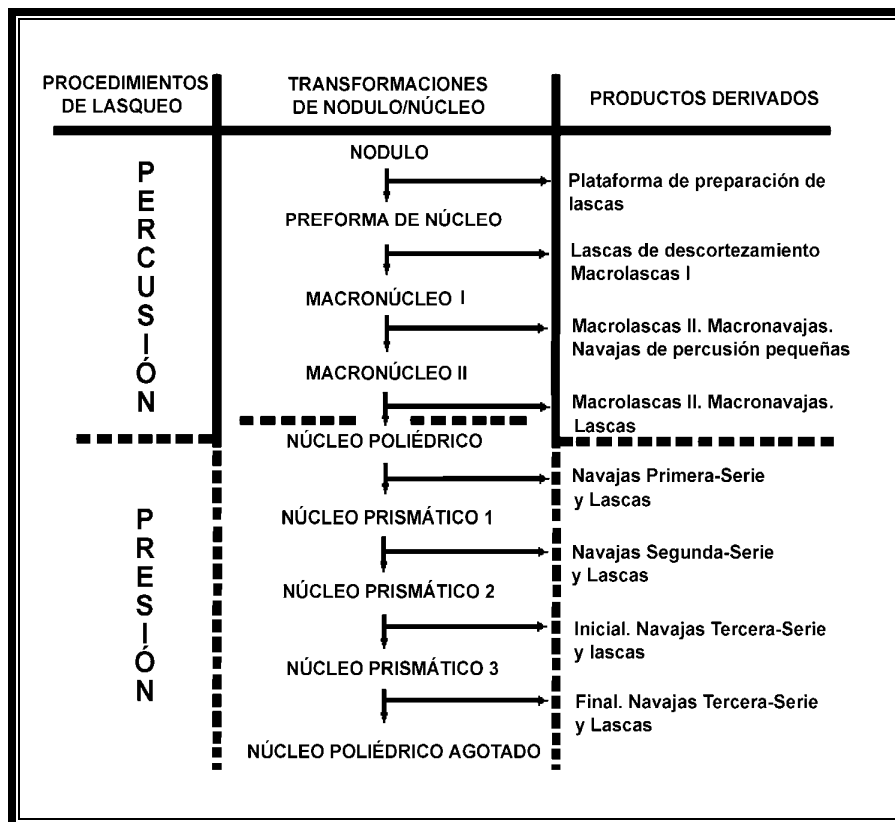 PROCEDIMIENTOS
DE LASQUEO
TRANSFORMACIONES
DE NODULO/NÚCLEO
PRODUCTOS DERIVADOS
PERCUSIÓN
NODULO
Plataforma de preparación de
lascas
PREFORMA DE NÚCLEO
Lascas de descortezamiento
Macrolascas I
MACRONÚCLEO I
Macrolascas II. Macronavajas.
Navajas de percusión pequeñas
MACRONÚCLEO II
Macrolascas II. Macronavajas.
Lascas
NÚCLEO POLIÉDRICO
PRESIÓN
Navajas Primera-Serie
y Lascas
NÚCLEO PRISMÁTICO 1
Navajas Segunda-Serie
y Lascas
NÚCLEO PRISMÁTICO 2
Inicial. Navajas Tercera-Serie
y lascas
NÚCLEO PRISMÁTICO 3
Final. Navajas Tercera-Serie
y Lascas
NÚCLEO POLIÉDRICO AGOTADO